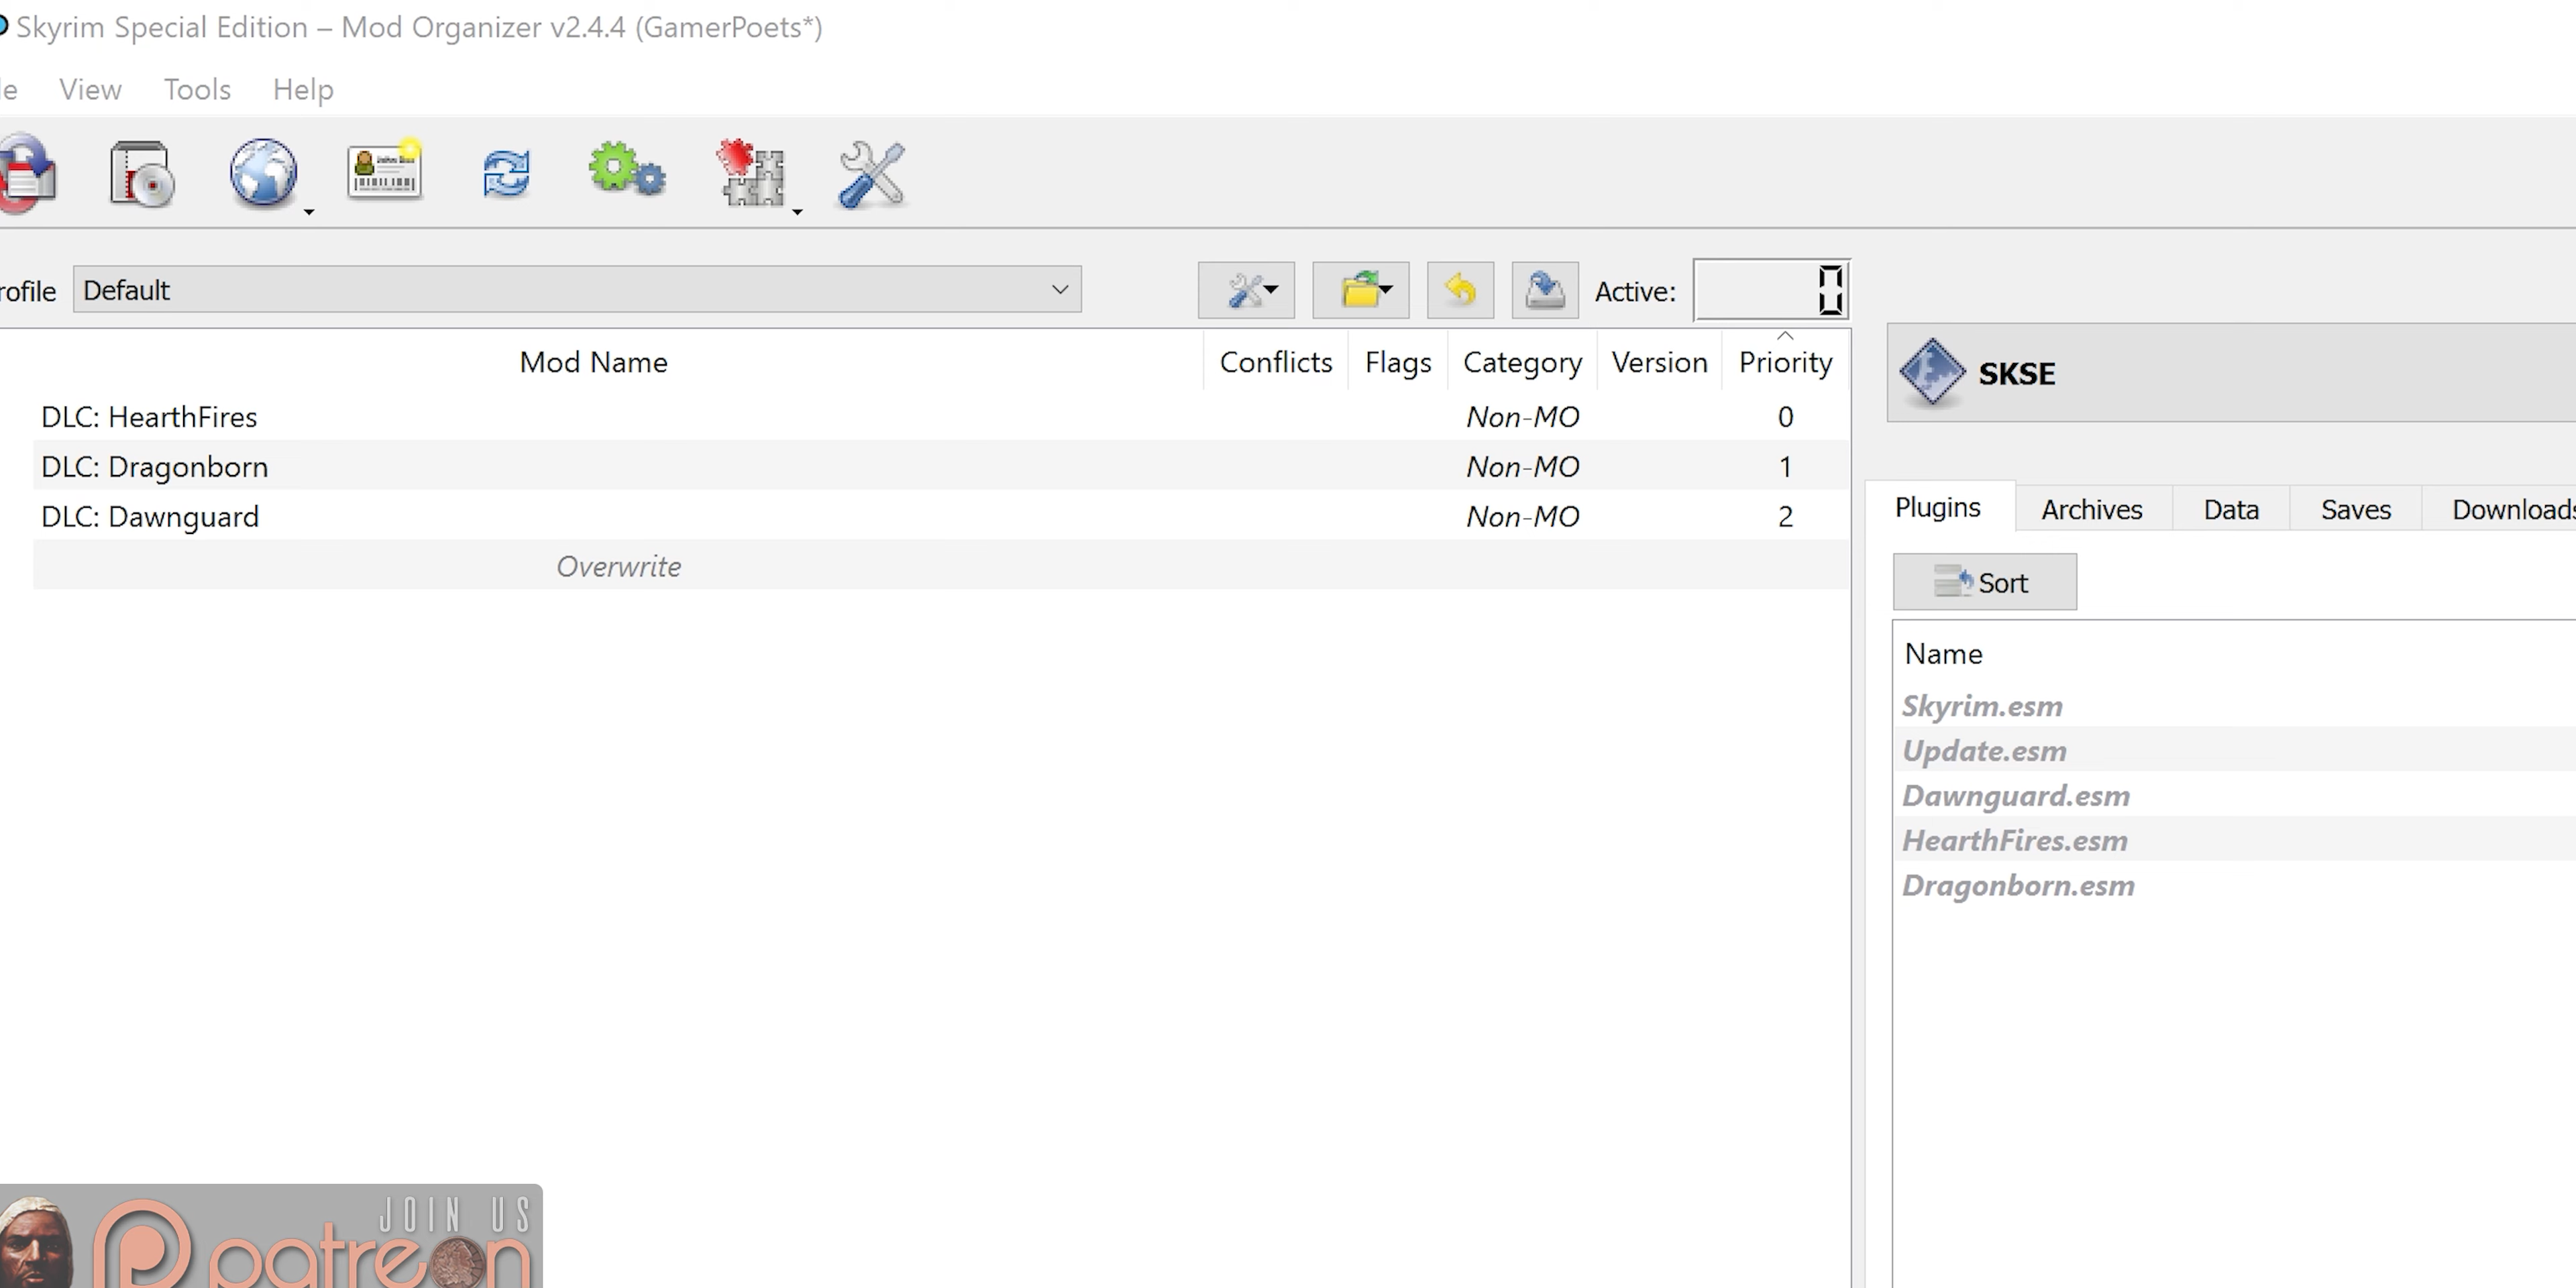 Skyrim Special Edition – Mod Organizer v2.4.4 (GamerPoets*)
le View Tools Help
rofile Default Active: 0
Mod Name Conflicts Flags Category Version Priority
DLC: HearthFires Non-MO 0
DLC: Dragonborn Non-MO 1
DLC: Dawnguard Non-MO 2
Overwrite
SKSE
Plugins Archives Data Saves Downloads
Sort
Name
Skyrim.esm
Update.esm
Dawnguard.esm
HearthFires.esm
Dragonborn.esm
JOIN US
patreon